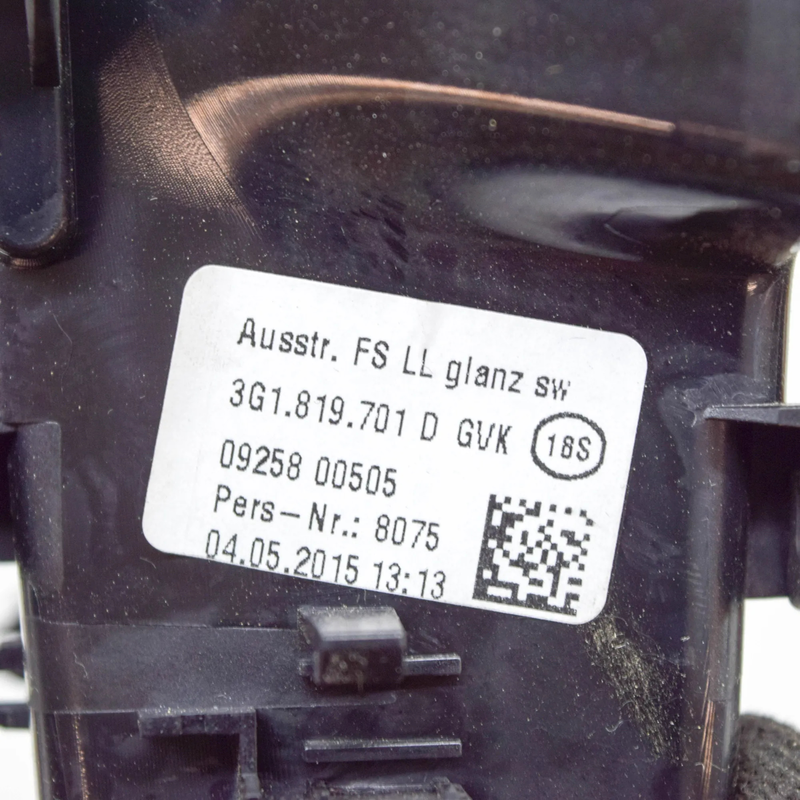 Ausstr. FS LL glanz sw
3G1.819.701 D GVK 18S
09258 00505
Pers-Nr.: 8075
04.05.2015 13:13